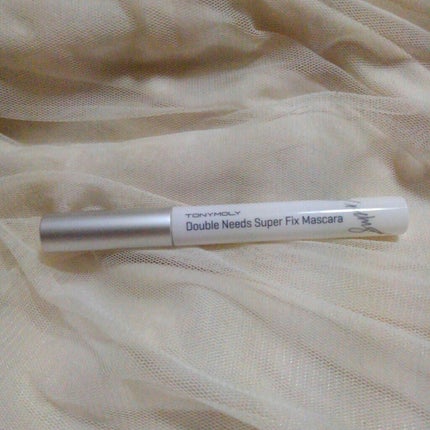 TONYMOLY
Double Needs Super Fix Mascara